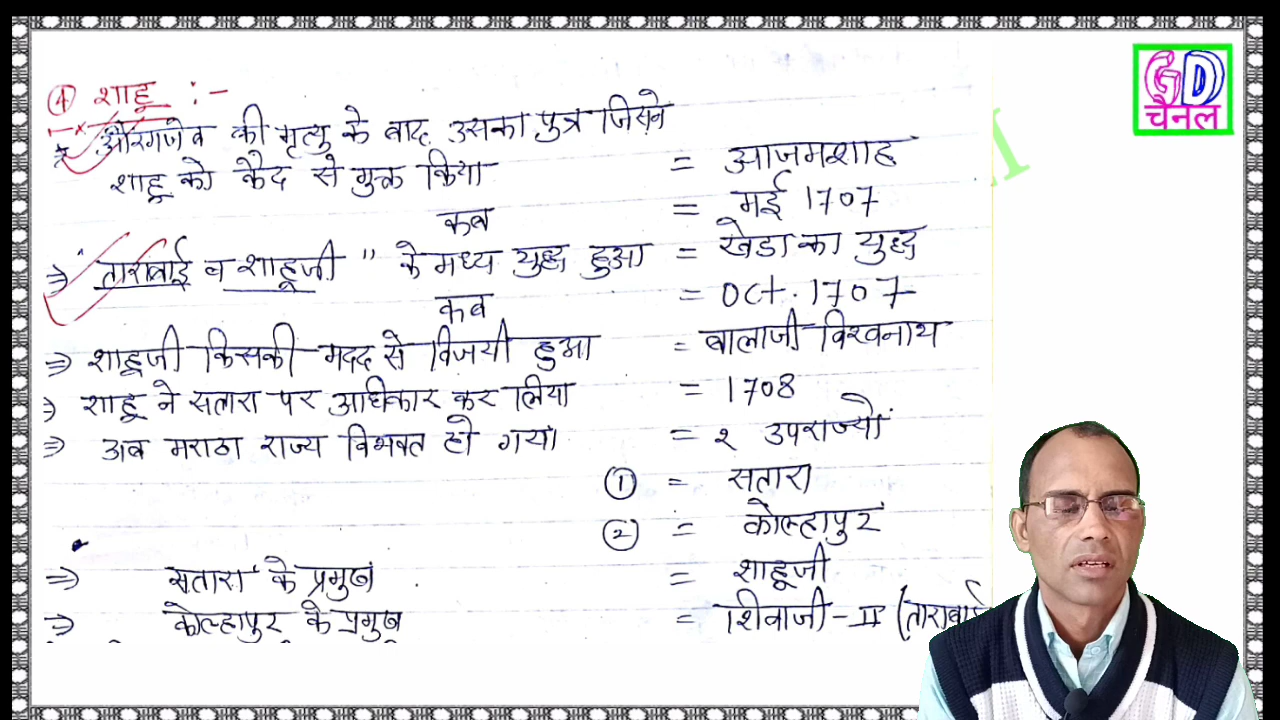 ④ शाहू :-
औरंगजेब की मृत्यु के बाद उसका पुत्र जिसने
शाहू को कैद से मुक्त किया = आजमशाह
कब = मई 1707
⇒ "ताराबाई व शाहूजी" के मध्य युद्ध हुआ = खेडा का युद्ध
कब = Oct. 1707
⇒ शाहूजी किसकी मदद से विजयी हुआ = बालाजी विश्वनाथ
⇒ शाहू ने सतारा पर अधिकार कर लिया = 1708
⇒ अब मराठा राज्य विभक्त हो गया = २ उपराज्यों
① = सतारा
② = कोल्हापुर
⇒ सतारा के प्रमुख = शाहूजी
⇒ कोल्हापुर के प्रमुख = शिवाजी-II (ताराबाई
GD
चैनल